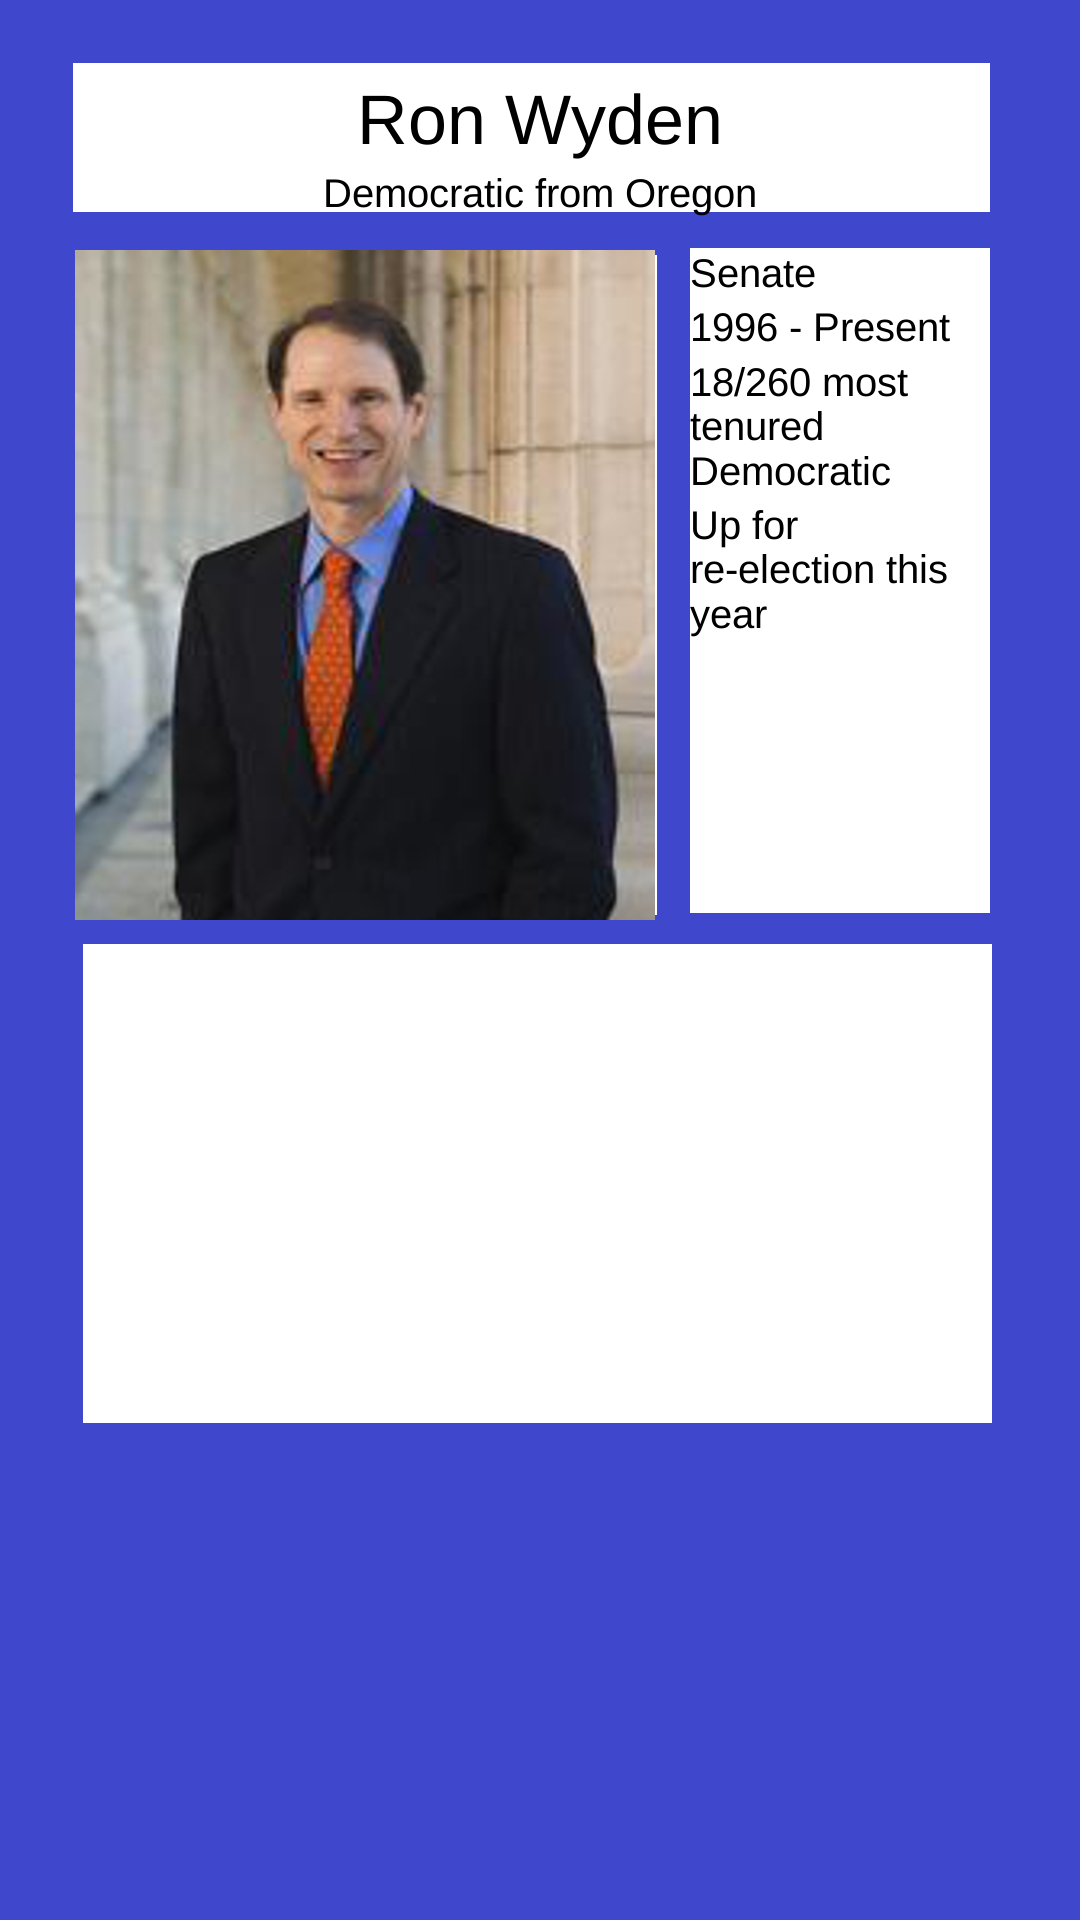 Ron Wyden
Democratic from Oregon
Senate
1996 - Present
18/260 most
tenured
Democratic
Up for
re-election this
year